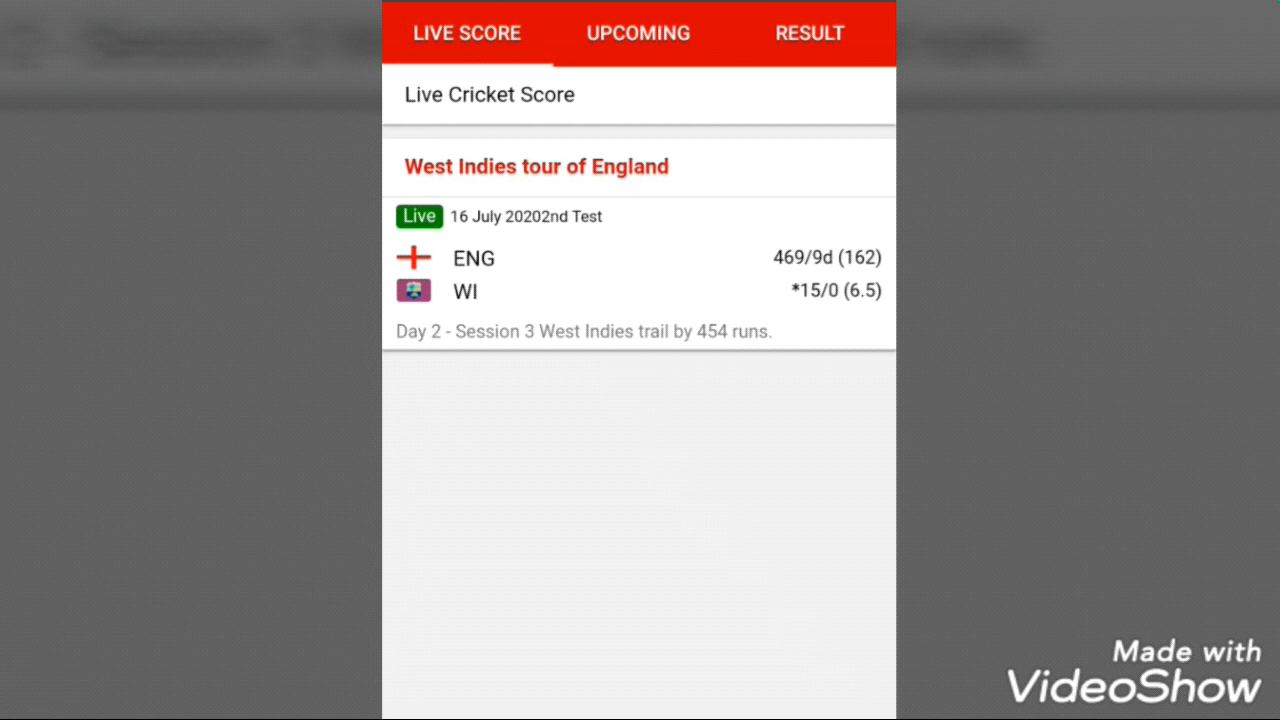 LIVE SCORE UPCOMING RESULT
Live Cricket Score
West Indies tour of England
Live 16 July 20202nd Test
ENG 469/9d (162)
WI *15/0 (6.5)
Day 2 - Session 3 West Indies trail by 454 runs.
Made with
VideoShow